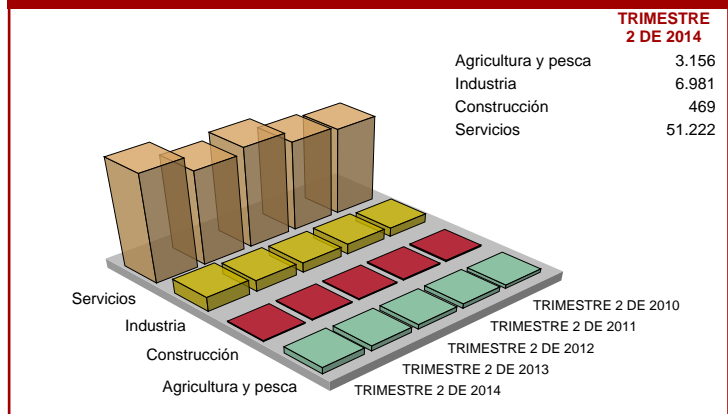 TRIMESTRE
2 DE 2014
Agricultura y pesca 3.156
Industria 6.981
Construcción 469
Servicios 51.222
Servicios
Industria
Construcción
Agricultura y pesca
TRIMESTRE 2 DE 2010
TRIMESTRE 2 DE 2011
TRIMESTRE 2 DE 2012
TRIMESTRE 2 DE 2013
TRIMESTRE 2 DE 2014